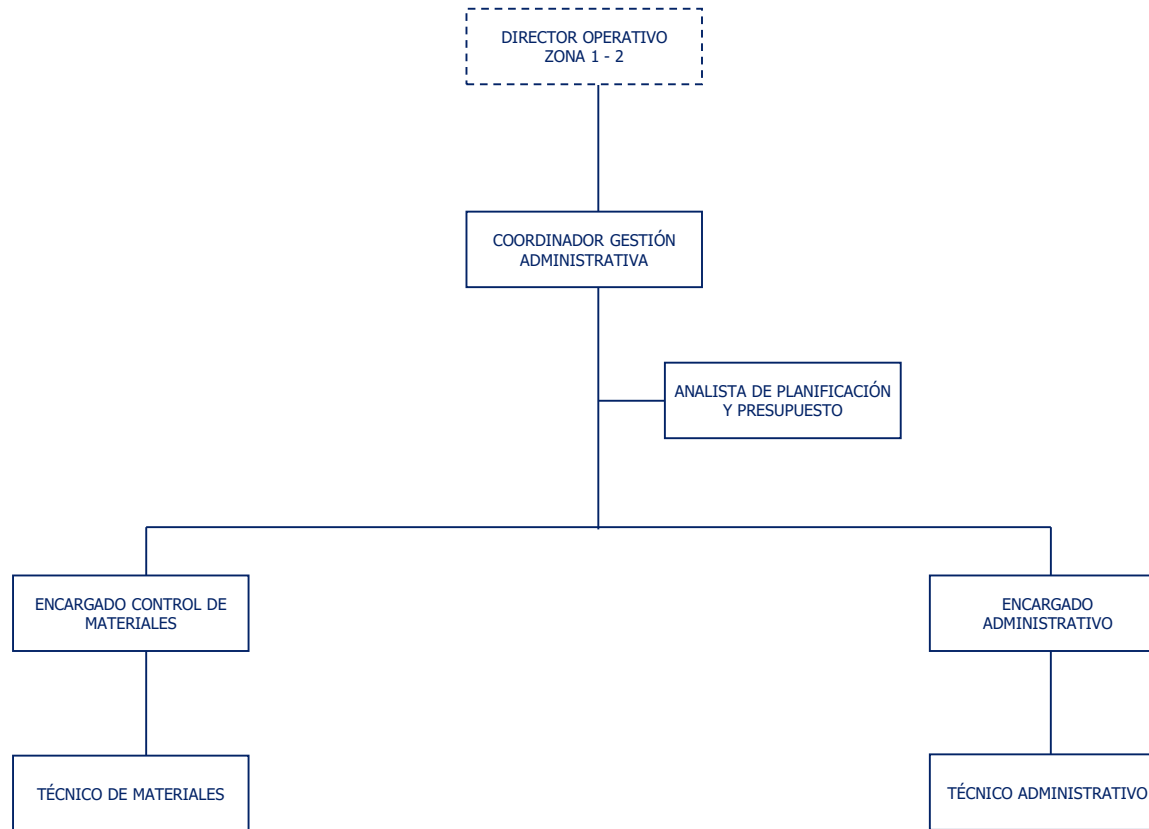 DIRECTOR OPERATIVO
ZONA 1 - 2
COORDINADOR GESTIÓN
ADMINISTRATIVA
ANALISTA DE PLANIFICACIÓN
Y PRESUPUESTO
ENCARGADO CONTROL DE
MATERIALES
ENCARGADO
ADMINISTRATIVO
TÉCNICO DE MATERIALES
TÉCNICO ADMINISTRATIVO